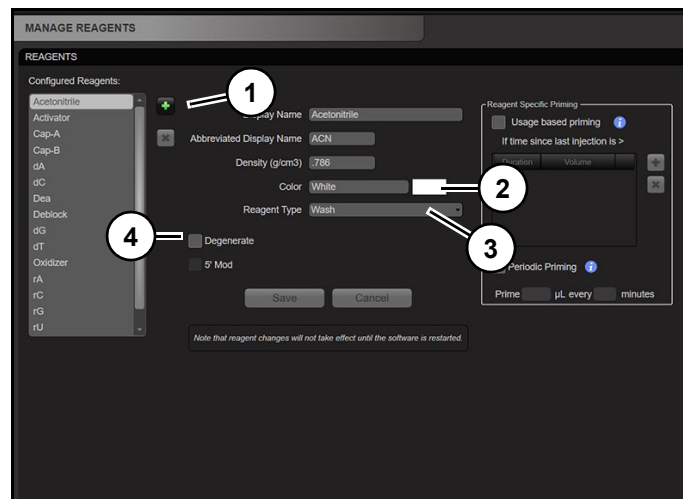 MANAGE REAGENTS
REAGENTS
Configured Reagents:
Acetonitrile
Activator
Cap-A
Cap-B
dA
dC
Dea
Deblock
dG
dT
Oxidizer
rA
rC
rG
rU
1
Display Name Acetonitrile
Abbreviated Display Name ACN
Density (g/cm3) .786
Color White
2
Reagent Type Wash
3
4
Degenerate
5' Mod
Save Cancel
Note that reagent changes will not take effect until the software is restarted.
Reagent Specific Priming
Usage based priming i
If time since last injection is >
Duration Volume
Periodic Priming i
Prime µL every minutes